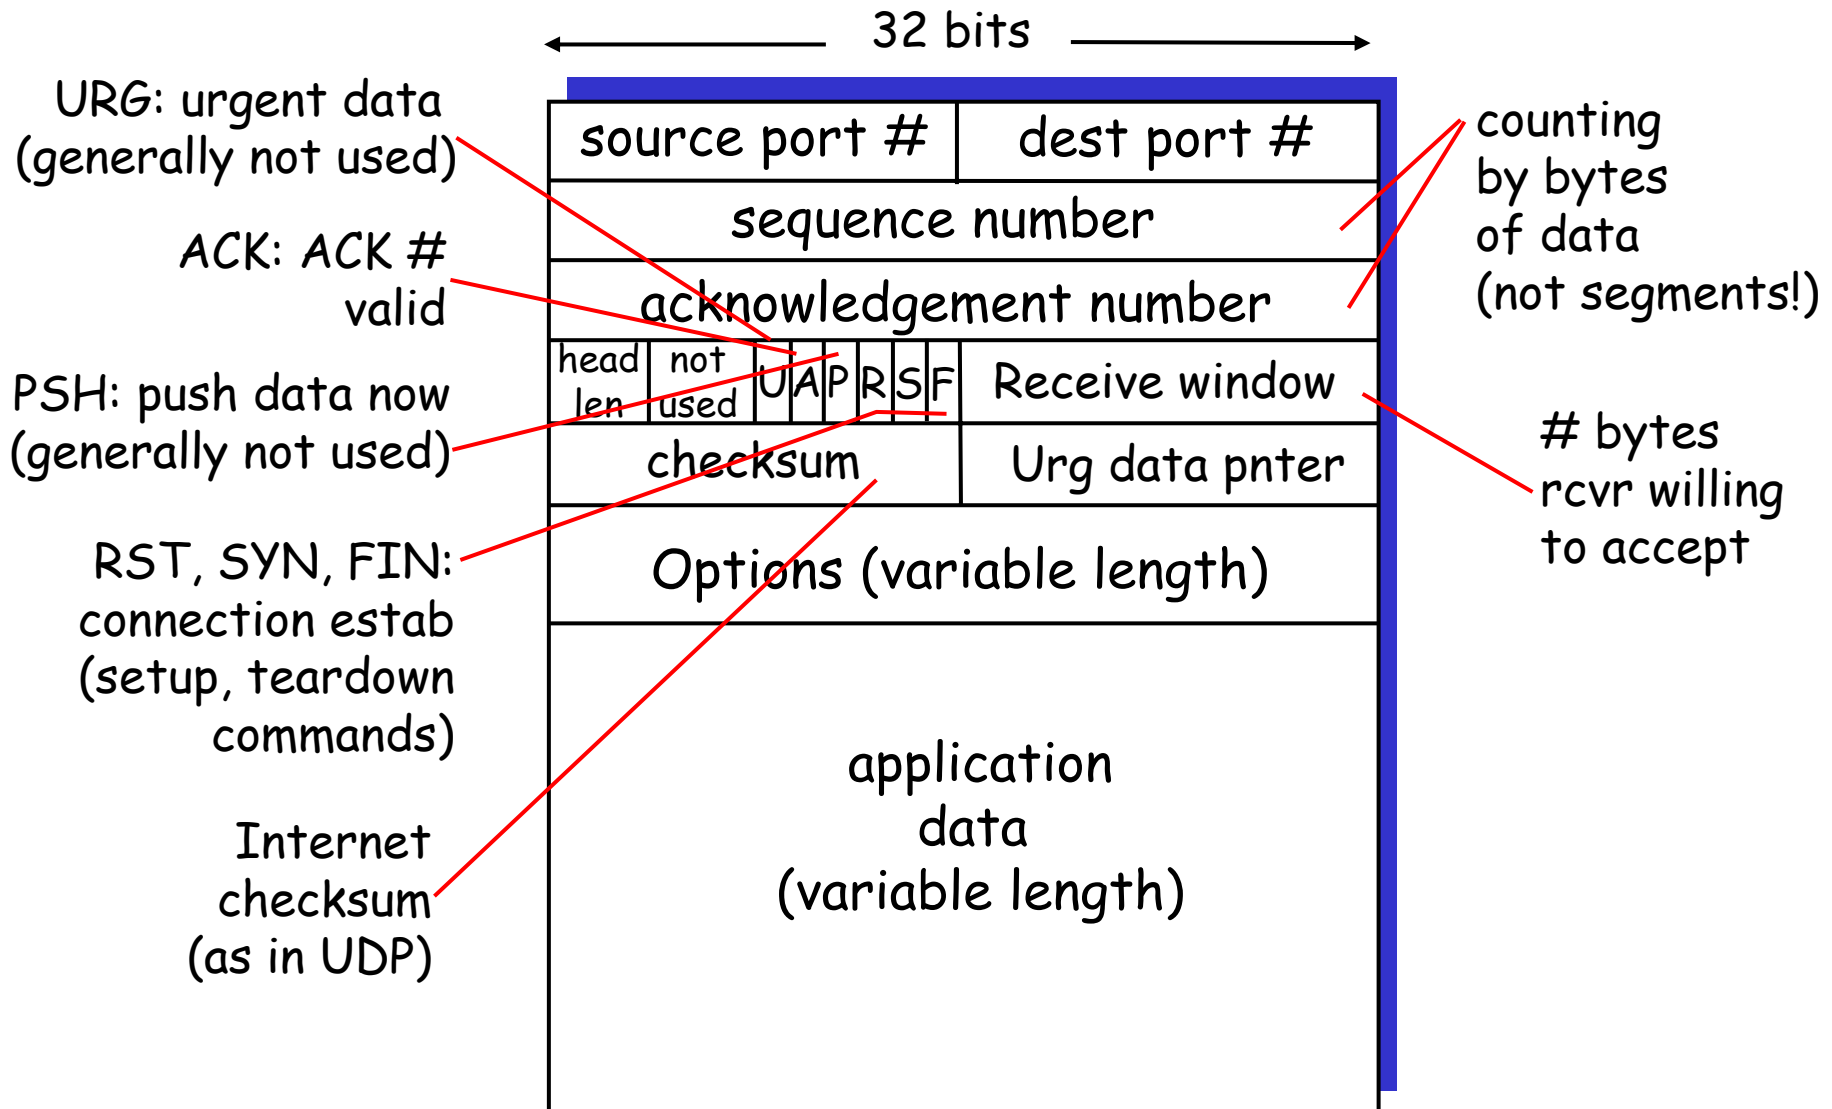 32 bits
URG: urgent data
(generally not used)
ACK: ACK #
valid
PSH: push data now
(generally not used)
RST, SYN, FIN:
connection estab
(setup, teardown
commands)
Internet
checksum
(as in UDP)
source port #
dest port #
sequence number
acknowledgement number
head
len
not
used
U
A
P
R
S
F
Receive window
checksum
Urg data pnter
Options (variable length)
application
data
(variable length)
counting
by bytes
of data
(not segments!)
# bytes
rcvr willing
to accept